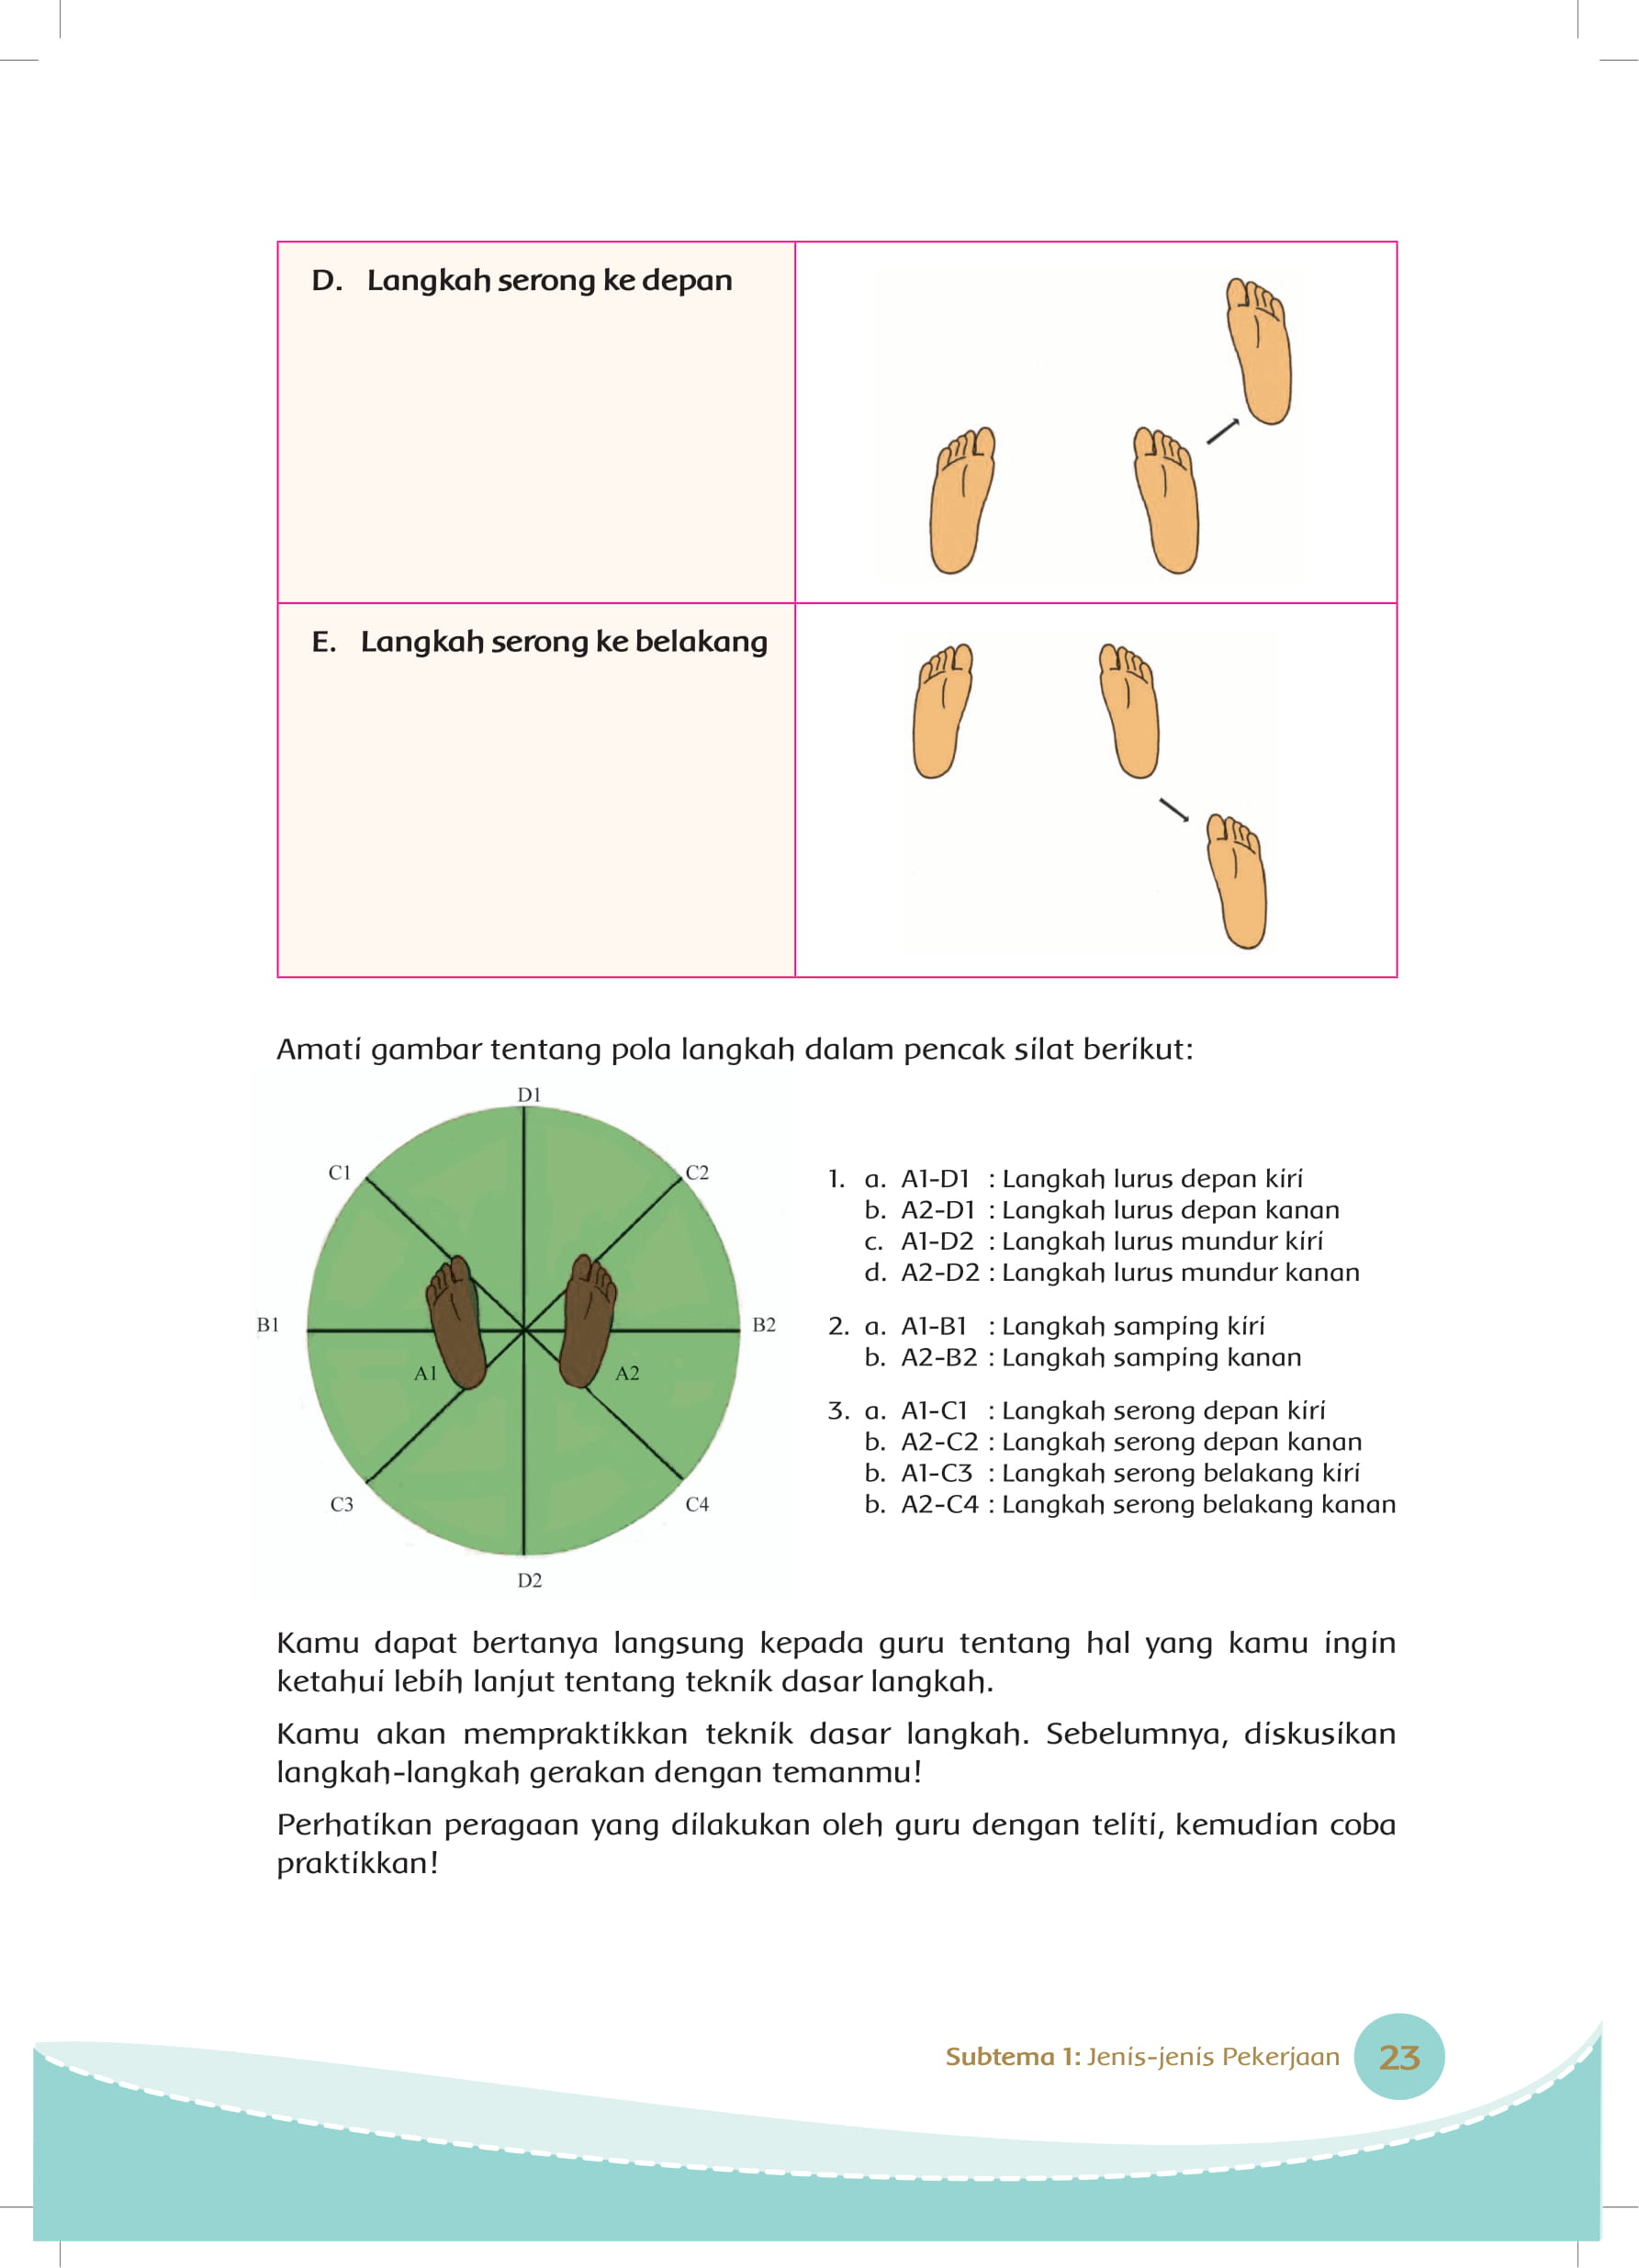 D. Langkah serong ke depan
E. Langkah serong ke belakang
Amati gambar tentang pola langkah dalam pencak silat berikut:
D1
C1
C2
B1
B2
A1
A2
C3
C4
D2
1. a. A1-D1 : Langkah lurus depan kiri
b. A2-D1 : Langkah lurus depan kanan
c. A1-D2 : Langkah lurus mundur kiri
d. A2-D2 : Langkah lurus mundur kanan
2. a. A1-B1 : Langkah samping kiri
b. A2-B2 : Langkah samping kanan
3. a. A1-C1 : Langkah serong depan kiri
b. A2-C2 : Langkah serong depan kanan
b. A1-C3 : Langkah serong belakang kiri
b. A2-C4 : Langkah serong belakang kanan
Kamu dapat bertanya langsung kepada guru tentang hal yang kamu ingin
ketahui lebih lanjut tentang teknik dasar langkah.
Kamu akan mempraktikkan teknik dasar langkah. Sebelumnya, diskusikan
langkah-langkah gerakan dengan temanmu!
Perhatikan peragaan yang dilakukan oleh guru dengan teliti, kemudian coba
praktikkan!
Subtema 1: Jenis-jenis Pekerjaan 23